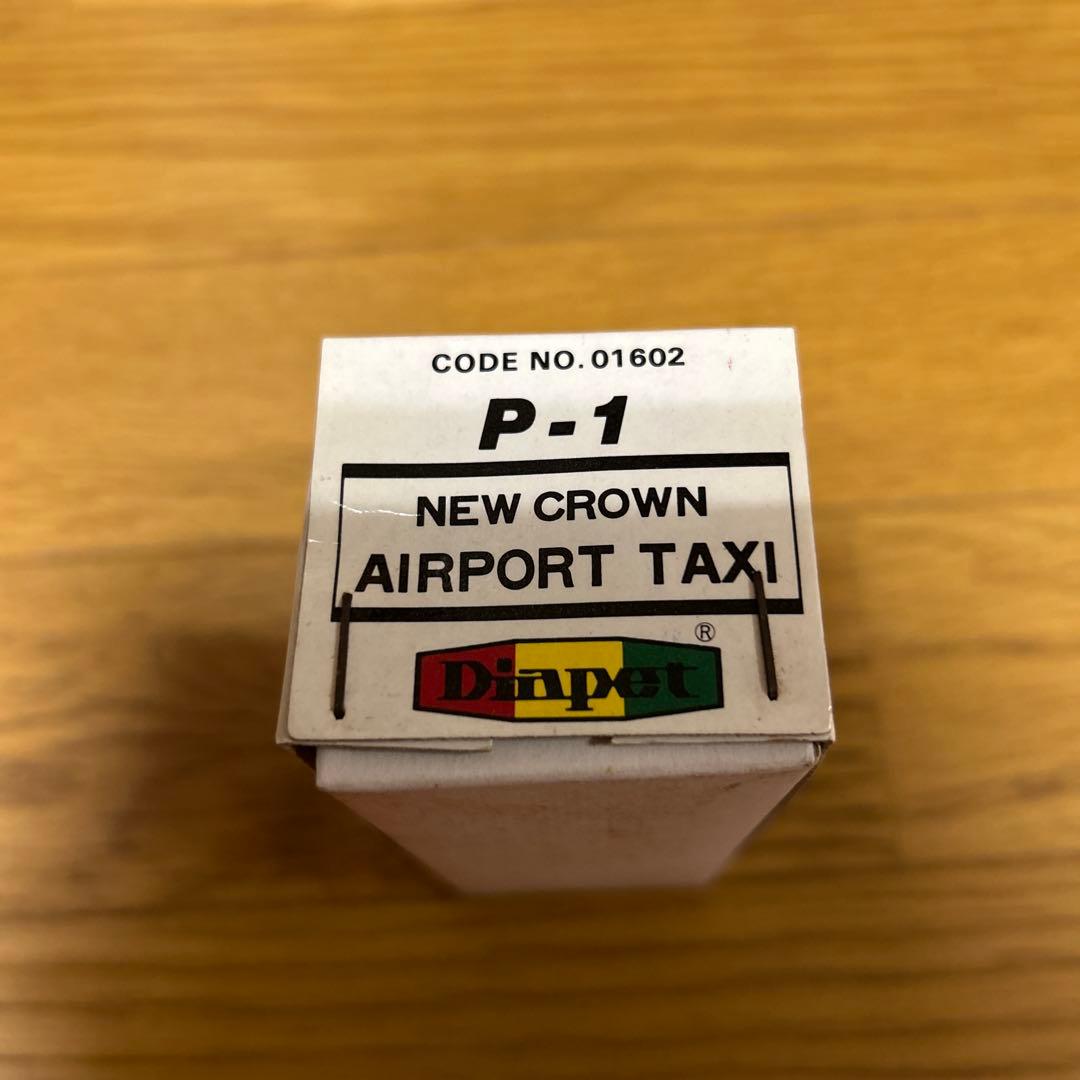 CODE NO. 01602
P-1
NEW CROWN
AIRPORT TAXI
®
Diapet